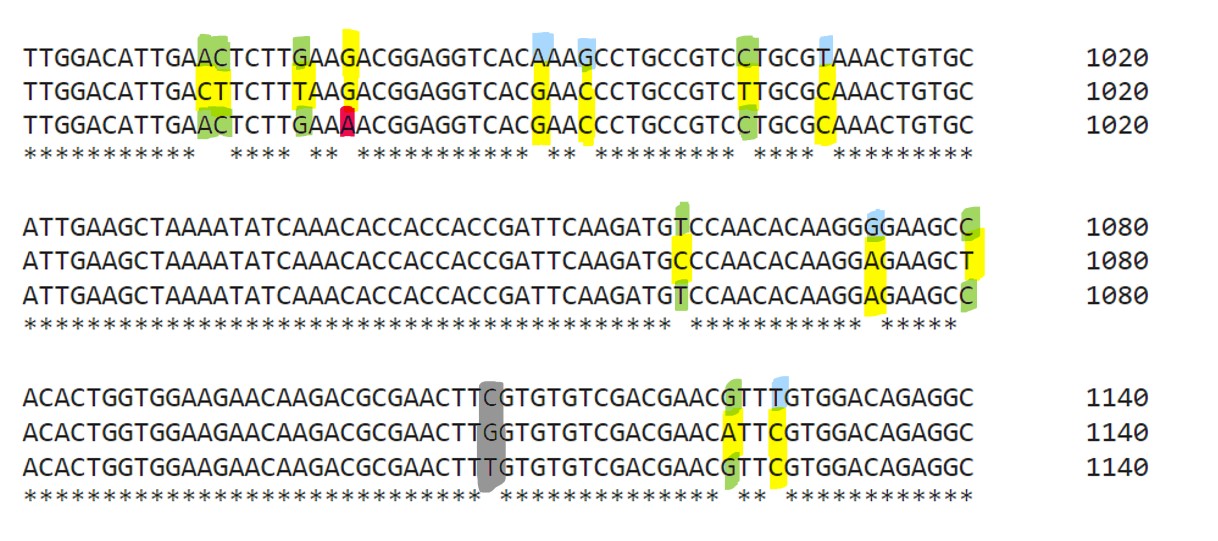 TTGGACATTGAACTCTTGAAGACGGAGGTCACAAAGCCTGCCGTCCTGCGTAAACTGTGC 1020
TTGGACATTGACTTCTTTAAGACGGAGGTCACGAACCCTGCCGTCTTGCGCAAACTGTGC 1020
TTGGACATTGAACTCTTGAAAACGGAGGTCACGAACCCTGCCGTCCTGCGCAAACTGTGC 1020
***********  **** ** *********** ** ********* **** *********
ATTGAAGCTAAAATATCAAACACCACCACCGATTCAAGATGTCCAACACAAGGGGAAGCC 1080
ATTGAAGCTAAAATATCAAACACCACCACCGATTCAAGATGCCCAACACAAGGAGAAGCT 1080
ATTGAAGCTAAAATATCAAACACCACCACCGATTCAAGATGTCCAACACAAGGAGAAGCC 1080
***************************************** *********** *****
ACACTGGTGGAAGAACAAGACGCGAACTTCGTGTGTCGACGAACGTTTGTGGACAGAGGC 1140
ACACTGGTGGAAGAACAAGACGCGAACTTGGTGTGTCGACGAACATTCGTGGACAGAGGC 1140
ACACTGGTGGAAGAACAAGACGCGAACTTTGTGTGTCGACGAACGTTCGTGGACAGAGGC 1140
***************************** ************** ** ************